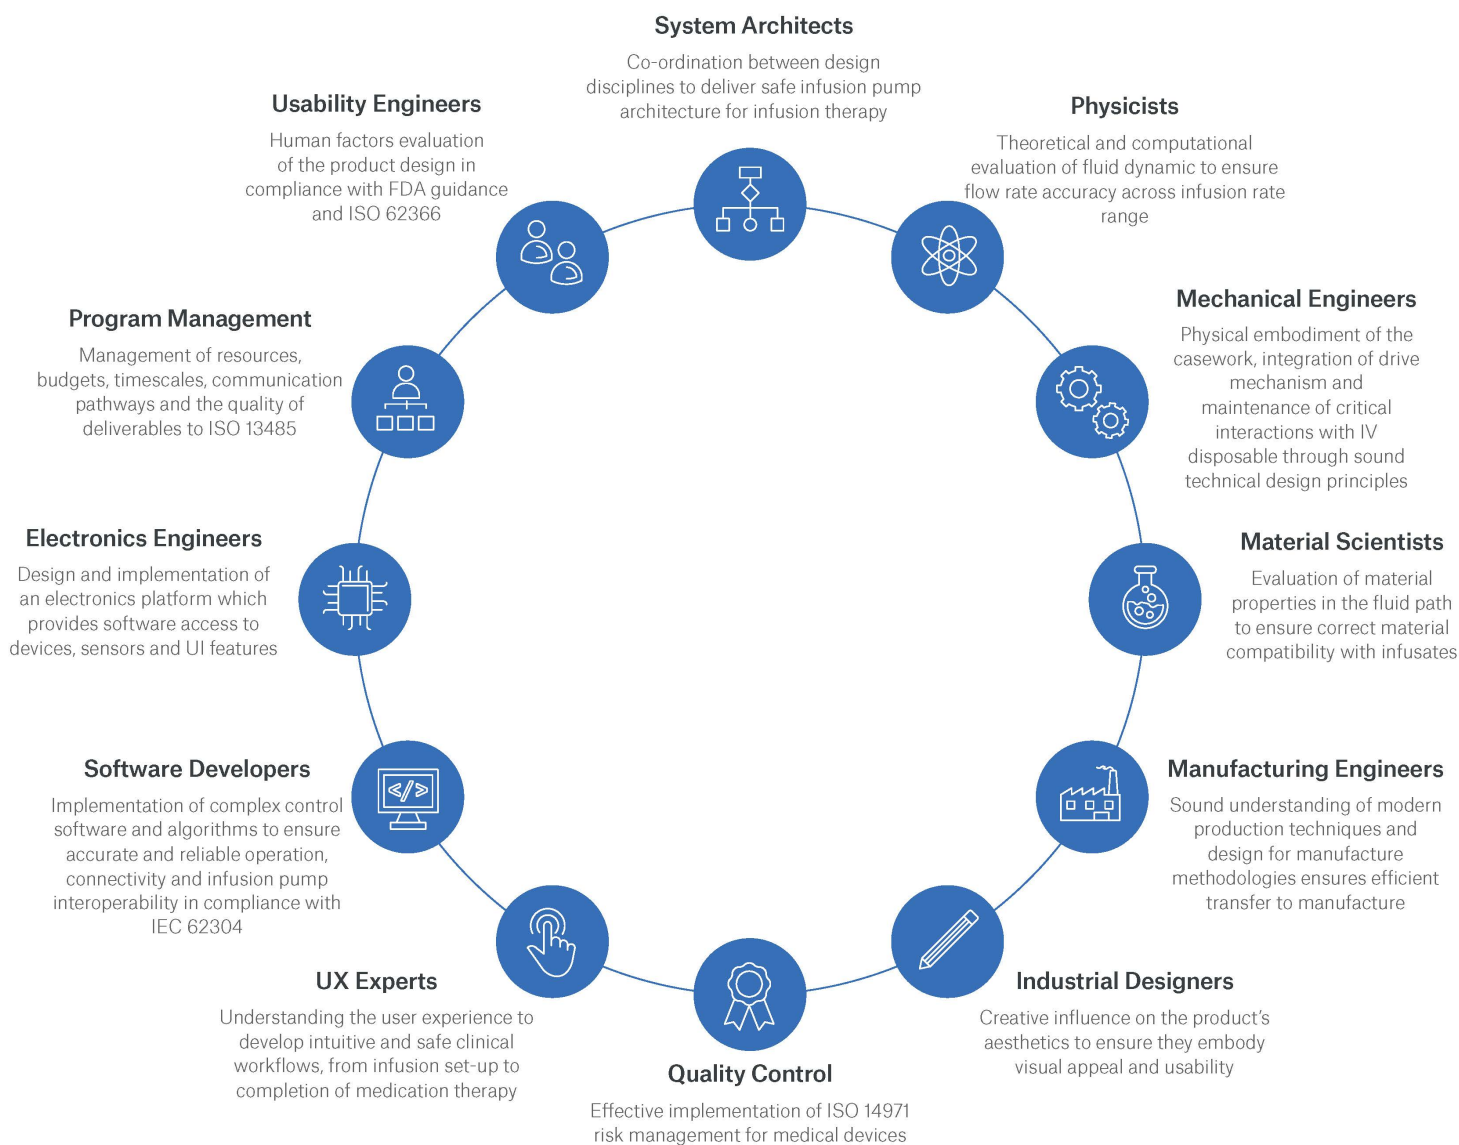 System Architects
Co-ordination between design
disciplines to deliver safe infusion pump
architecture for infusion therapy
Physicists
Theoretical and computational
evaluation of fluid dynamic to ensure
flow rate accuracy across infusion rate
range
Mechanical Engineers
Physical embodiment of the
casework, integration of drive
mechanism and
maintenance of critical
interactions with IV
disposable through sound
technical design principles
Material Scientists
Evaluation of material
properties in the fluid path
to ensure correct material
compatibility with infusates
Manufacturing Engineers
Sound understanding of modern
production techniques and
design for manufacture
methodologies ensures efficient
transfer to manufacture
Industrial Designers
Creative influence on the product's
aesthetics to ensure they embody
visual appeal and usability
Quality Control
Effective implementation of ISO 14971
risk management for medical devices
UX Experts
Understanding the user experience to
develop intuitive and safe clinical
workflows, from infusion set-up to
completion of medication therapy
Software Developers
Implementation of complex control
software and algorithms to ensure
accurate and reliable operation,
connectivity and infusion pump
interoperability in compliance with
IEC 62304
</>
Electronics Engineers
Design and implementation of
an electronics platform which
provides software access to
devices, sensors and UI features
Program Management
Management of resources,
budgets, timescales, communication
pathways and the quality of
deliverables to ISO 13485
Usability Engineers
Human factors evaluation
of the product design in
compliance with FDA guidance
and ISO 62366